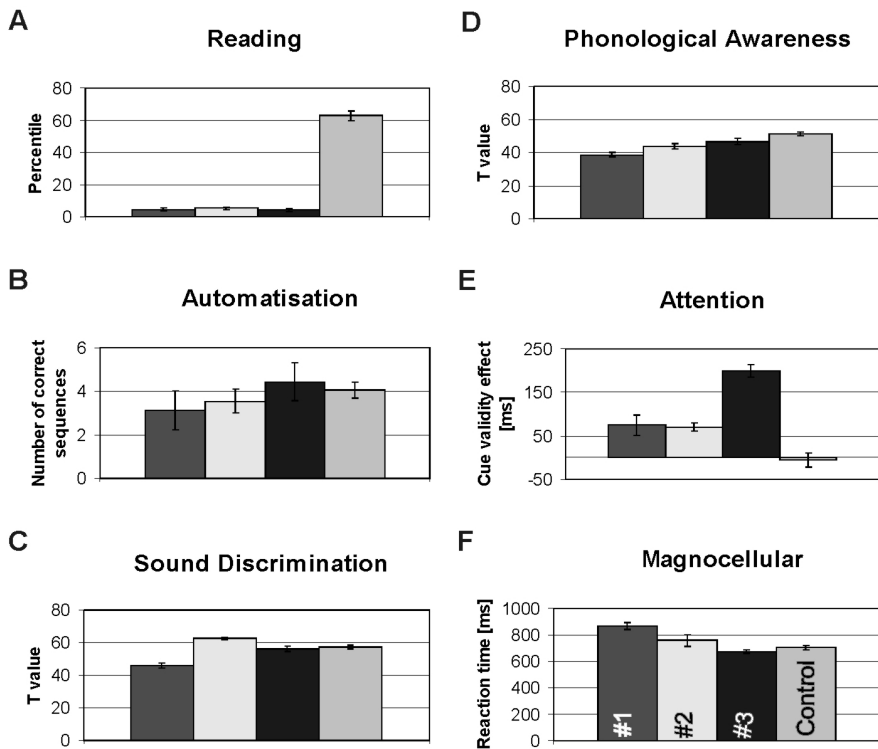 A
Reading
Percentile
80
60
40
20
0
B
Automatisation
Number of correct
sequences
6
4
2
0
C
Sound Discrimination
T value
80
60
40
20
0
D
Phonological Awareness
T value
80
60
40
20
0
E
Attention
Cue validity effect
[ms]
250
150
50
-50
F
Magnocellular
Reaction time [ms]
1000
800
600
400
200
0
#1
#2
#3
Control